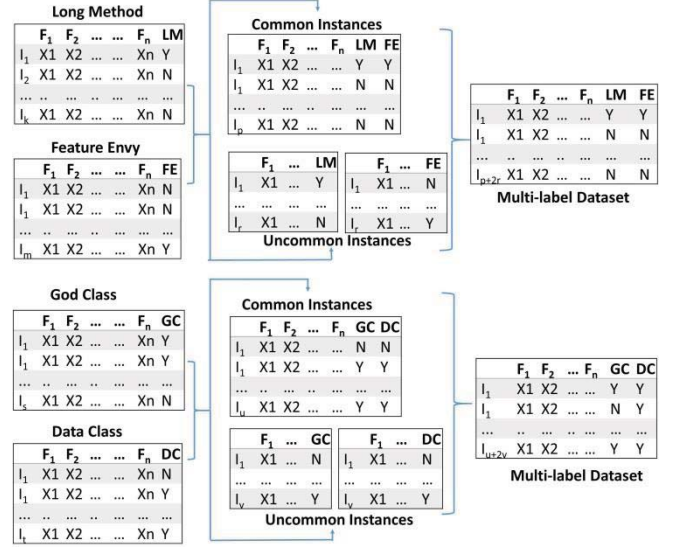 Long Method
F1 F2 ... ... Fn LM
I1 X1 X2 ... ... Xn Y
I2 X1 X2 ... ... Xn N
... .. ... .. ... ... ...
Ik X1 X2 ... ... Xn N
Feature Envy
F1 F2 ... ... Fn FE
I1 X1 X2 ... ... Xn N
I1 X1 X2 ... ... Xn N
... .. ... .. ... ... ...
Im X1 X2 ... ... Xn Y
Common Instances
F1 F2 ... Fn LM FE
I1 X1 X2 ... ... Y Y
I1 X1 X2 ... ... N N
... .. ... .. ... ... ...
Ip X1 X2 ... ... N N
F1 ... LM
I1 X1 ... Y
... ... ... ...
Ir X1 ... N
F1 ... FE
I1 X1 ... N
... ... ... ...
Ir X1 ... Y
Uncommon Instances
F1 F2 ... Fn LM FE
I1 X1 X2 ... ... Y Y
I1 X1 X2 ... ... N N
... .. ... .. ... ... ...
Ip+2r X1 X2 ... ... N N
Multi-label Dataset
God Class
F1 F2 ... ... Fn GC
I1 X1 X2 ... ... Xn Y
I1 X1 X2 ... ... Xn Y
... .. ... .. ... ... ...
Is X1 X2 ... ... Xn N
Data Class
F1 F2 ... ... Fn DC
I1 X1 X2 ... ... Xn N
I1 X1 X2 ... ... Xn Y
... .. ... .. ... ... ...
It X1 X2 ... ... Xn Y
Common Instances
F1 F2 ... Fn GC DC
I1 X1 X2 ... ... N N
I1 X1 X2 ... ... Y Y
... .. ... .. ... ... ...
Iu X1 X2 ... ... Y Y
F1 ... GC
I1 X1 ... N
... ... ... ...
Iv X1 ... Y
F1 ... DC
I1 X1 ... N
... ... ... ...
Iv X1 ... Y
Uncommon Instances
F1 F2 ... Fn GC DC
I1 X1 X2 ... ... Y Y
I1 X1 X2 ... ... N Y
... .. ... .. ... ... ...
Iu+2v X1 X2 ... ... Y Y
Multi-label Dataset